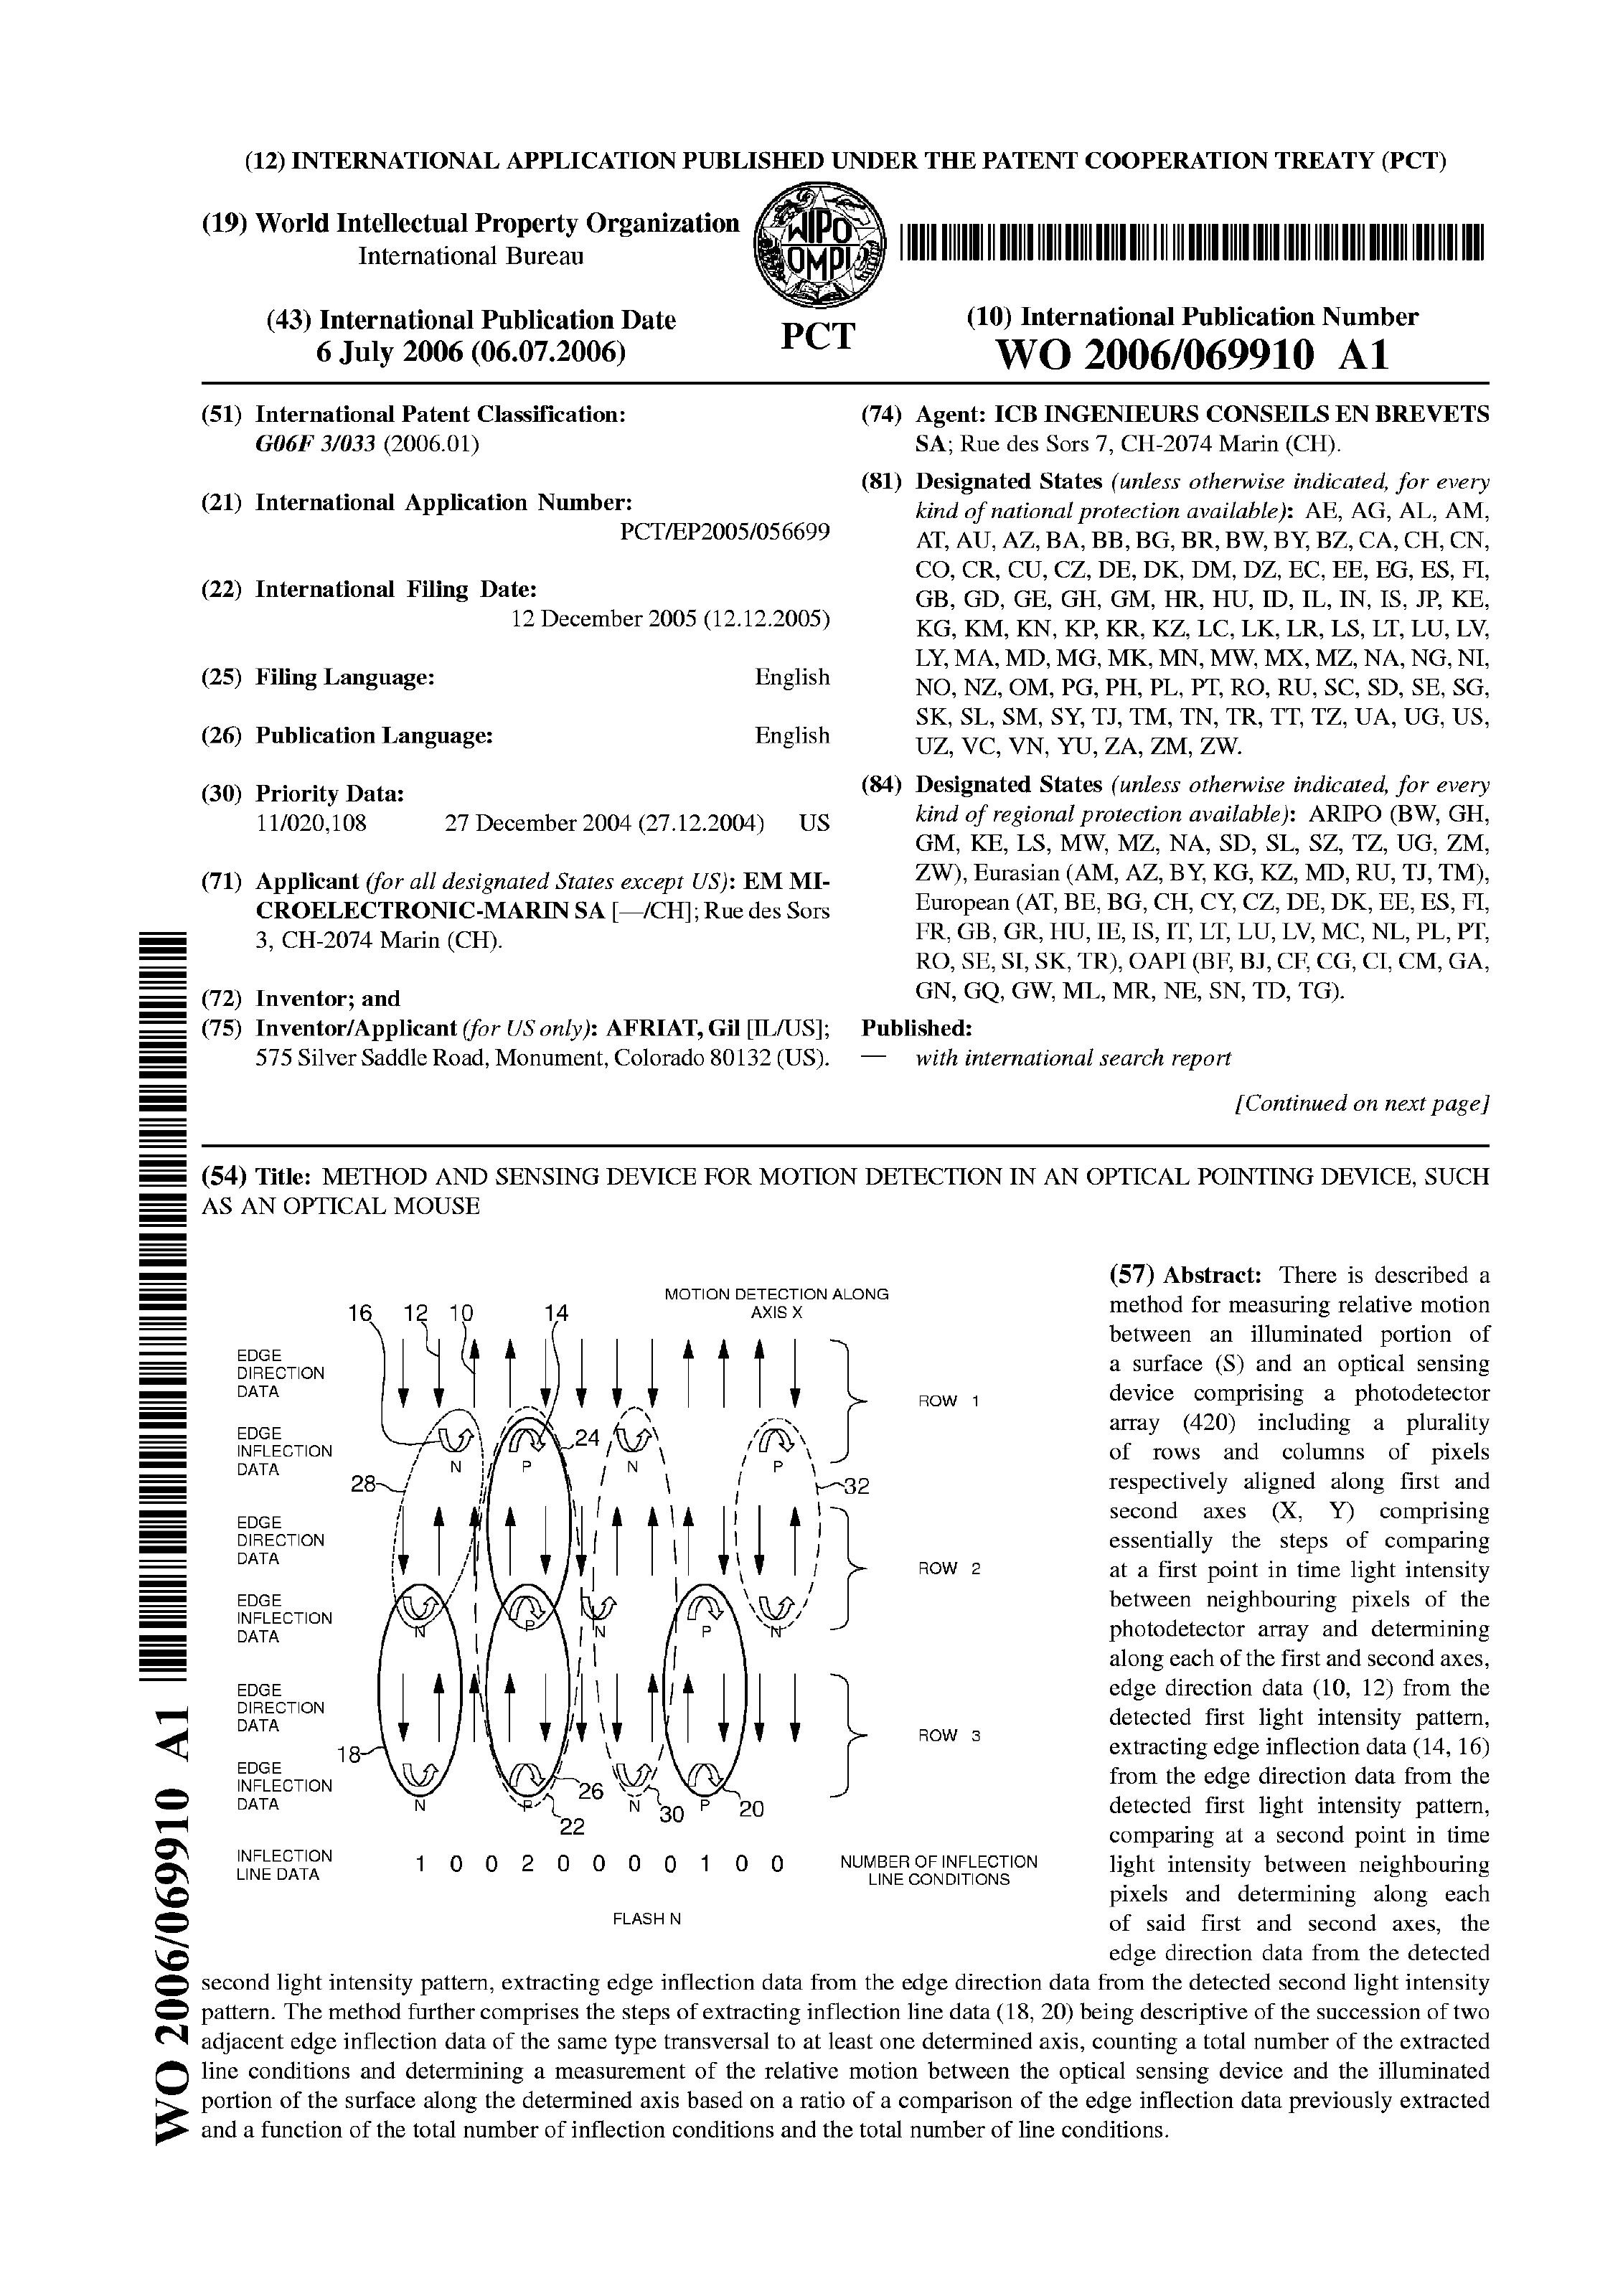 (12) INTERNATIONAL APPLICATION PUBLISHED UNDER THE PATENT COOPERATION TREATY (PCT)
(19) World Intellectual Property Organization
International Bureau
WIPO
OMPI
PCT
(43) International Publication Date
6 July 2006 (06.07.2006)
(10) International Publication Number
WO 2006/069910 A1
(51) International Patent Classification:
G06F 3/033 (2006.01)
(21) International Application Number:
PCT/EP2005/056699
(22) International Filing Date:
12 December 2005 (12.12.2005)
(25) Filing Language: English
(26) Publication Language: English
(30) Priority Data:
11/020,108 27 December 2004 (27.12.2004) US
(71) Applicant (for all designated States except US): EM MI-
CROELECTRONIC-MARIN SA [—/CH]; Rue des Sors
3, CH-2074 Marin (CH).
(72) Inventor; and
(75) Inventor/Applicant (for US only): AFRIAT, Gil [IL/US];
575 Silver Saddle Road, Monument, Colorado 80132 (US).
(74) Agent: ICB INGENIEURS CONSEILS EN BREVETS
SA; Rue des Sors 7, CH-2074 Marin (CH).
(81) Designated States (unless otherwise indicated, for every
kind of national protection available): AE, AG, AL, AM,
AT, AU, AZ, BA, BB, BG, BR, BW, BY, BZ, CA, CH, CN,
CO, CR, CU, CZ, DE, DK, DM, DZ, EC, EE, EG, ES, FI,
GB, GD, GE, GH, GM, HR, HU, ID, IL, IN, IS, JP, KE,
KG, KM, KN, KP, KR, KZ, LC, LK, LR, LS, LT, LU, LV,
LY, MA, MD, MG, MK, MN, MW, MX, MZ, NA, NG, NI,
NO, NZ, OM, PG, PH, PL, PT, RO, RU, SC, SD, SE, SG,
SK, SL, SM, SY, TJ, TM, TN, TR, TT, TZ, UA, UG, US,
UZ, VC, VN, YU, ZA, ZM, ZW.
(84) Designated States (unless otherwise indicated, for every
kind of regional protection available): ARIPO (BW, GH,
GM, KE, LS, MW, MZ, NA, SD, SL, SZ, TZ, UG, ZM,
ZW), Eurasian (AM, AZ, BY, KG, KZ, MD, RU, TJ, TM),
European (AT, BE, BG, CH, CY, CZ, DE, DK, EE, ES, FI,
FR, GB, GR, HU, IE, IS, IT, LT, LU, LV, MC, NL, PL, PT,
RO, SE, SI, SK, TR), OAPI (BF, BJ, CF, CG, CI, CM, GA,
GN, GQ, GW, ML, MR, NE, SN, TD, TG).
Published:
— with international search report
[Continued on next page]
(54) Title: METHOD AND SENSING DEVICE FOR MOTION DETECTION IN AN OPTICAL POINTING DEVICE, SUCH
AS AN OPTICAL MOUSE
MOTION DETECTION ALONG
AXIS X
16 12 10 14
EDGE
DIRECTION
DATA
ROW 1
EDGE
INFLECTION
DATA
24
N P N P
28 32
EDGE
DIRECTION
DATA
ROW 2
EDGE
INFLECTION
DATA
N P N P N
EDGE
DIRECTION
DATA
ROW 3
18
EDGE
INFLECTION
DATA
N P N P
26 30 20
22
INFLECTION
LINE DATA
1 0 0 2 0 0 0 0 1 0 0
NUMBER OF INFLECTION
LINE CONDITIONS
FLASH N
(57) Abstract: There is described a
method for measuring relative motion
between an illuminated portion of
a surface (S) and an optical sensing
device comprising a photodetector
array (420) including a plurality
of rows and columns of pixels
respectively aligned along first and
second axes (X, Y) comprising
essentially the steps of comparing
at a first point in time light intensity
between neighbouring pixels of the
photodetector array and determining
along each of the first and second axes,
edge direction data (10, 12) from the
detected first light intensity pattern,
extracting edge inflection data (14, 16)
from the edge direction data from the
detected first light intensity pattern,
comparing at a second point in time
light intensity between neighbouring
pixels and determining along each
of said first and second axes, the
edge direction data from the detected
second light intensity pattern, extracting edge inflection data from the edge direction data from the detected second light intensity
pattern. The method further comprises the steps of extracting inflection line data (18, 20) being descriptive of the succession of two
adjacent edge inflection data of the same type transversal to at least one determined axis, counting a total number of the extracted
line conditions and determining a measurement of the relative motion between the optical sensing device and the illuminated
portion of the surface along the determined axis based on a ratio of a comparison of the edge inflection data previously extracted
and a function of the total number of inflection conditions and the total number of line conditions.
WO 2006/069910 A1